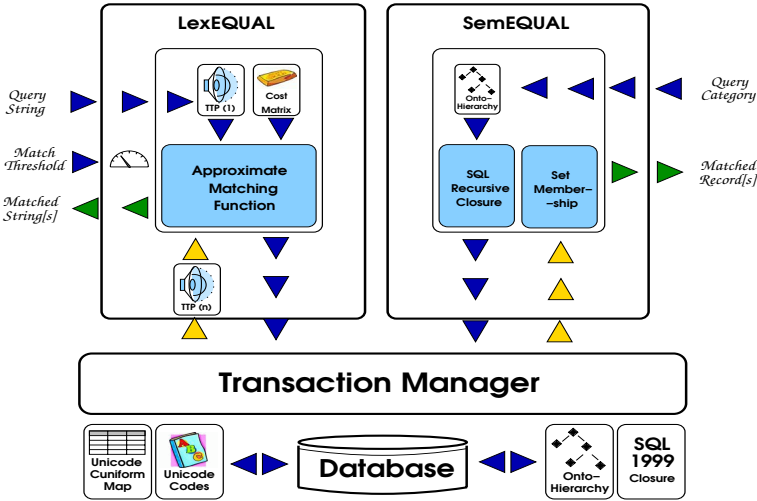 LexEQUAL
SemEQUAL
Query
String
TTP (1)
Cost
Matrix
Onto-
Hierarchy
Query
Category
Match
Threshold
Matched
String[s]
Approximate
Matching
Function
SQL
Recursive
Closure
Set
Member-
-ship
Matched
Record[s]
TTP (n)
Transaction Manager
Unicode
Cuniform
Map
A
B
Unicode
Codes
Database
Onto-
Hierarchy
SQL
1999
Closure